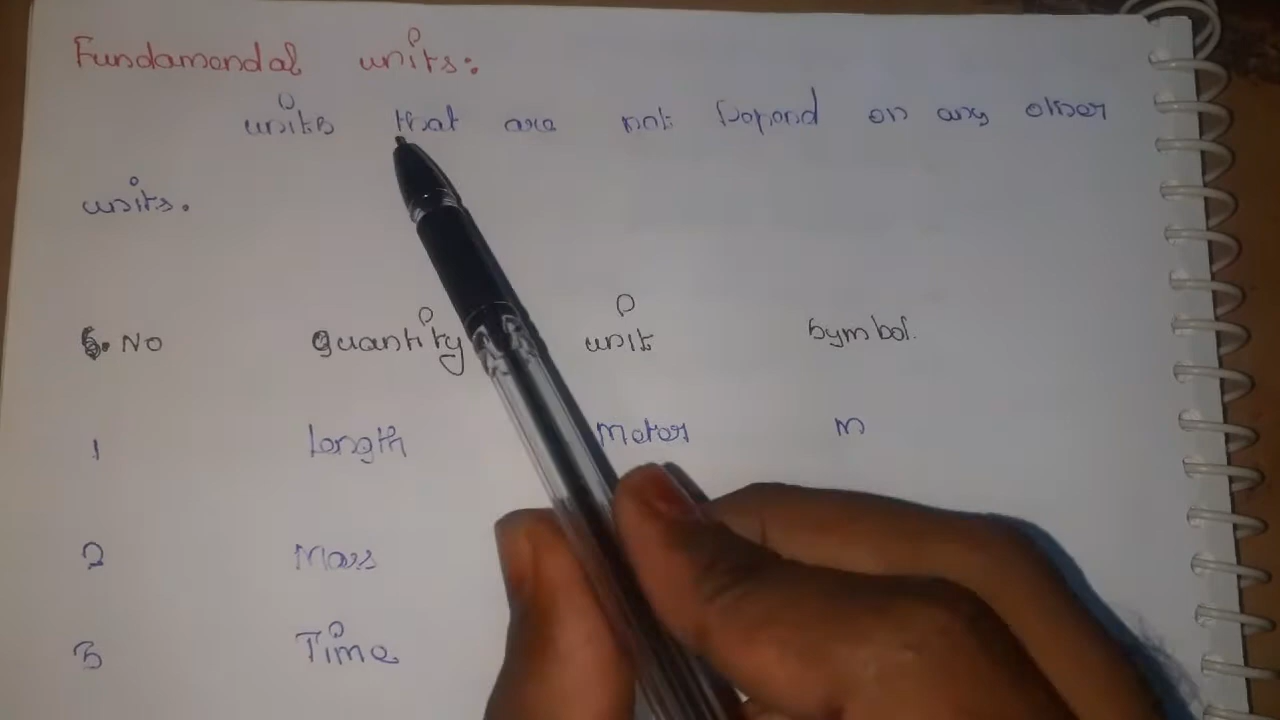 Fundamendal units:
units that are not Depend on any other
units.
S.No quantity unit Symbol.
1 Length Meter m
2 Mass
3 Time